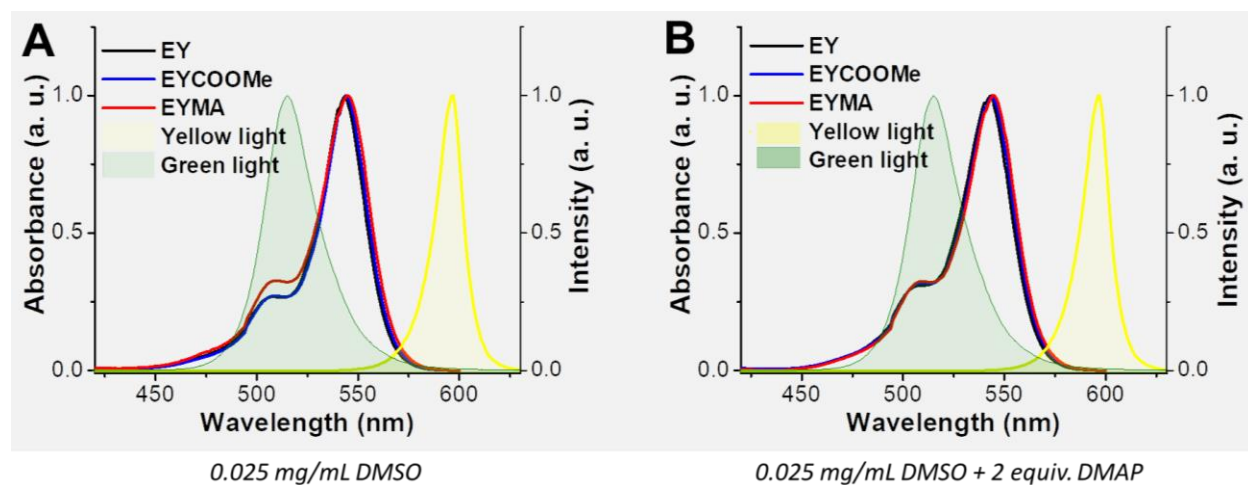 A
EY
EYCOOMe
EYMA
Yellow light
Green light
Absorbance (a. u.)
1.0
0.5
0.0
Intensity (a. u.)
1.0
0.5
0.0
450
500
550
600
Wavelength (nm)
0.025 mg/mL DMSO
B
EY
EYCOOMe
EYMA
Yellow light
Green light
Absorbance (a. u.)
1.0
0.5
0.0
Intensity (a. u.)
1.0
0.5
0.0
450
500
550
600
Wavelength (nm)
0.025 mg/mL DMSO + 2 equiv. DMAP